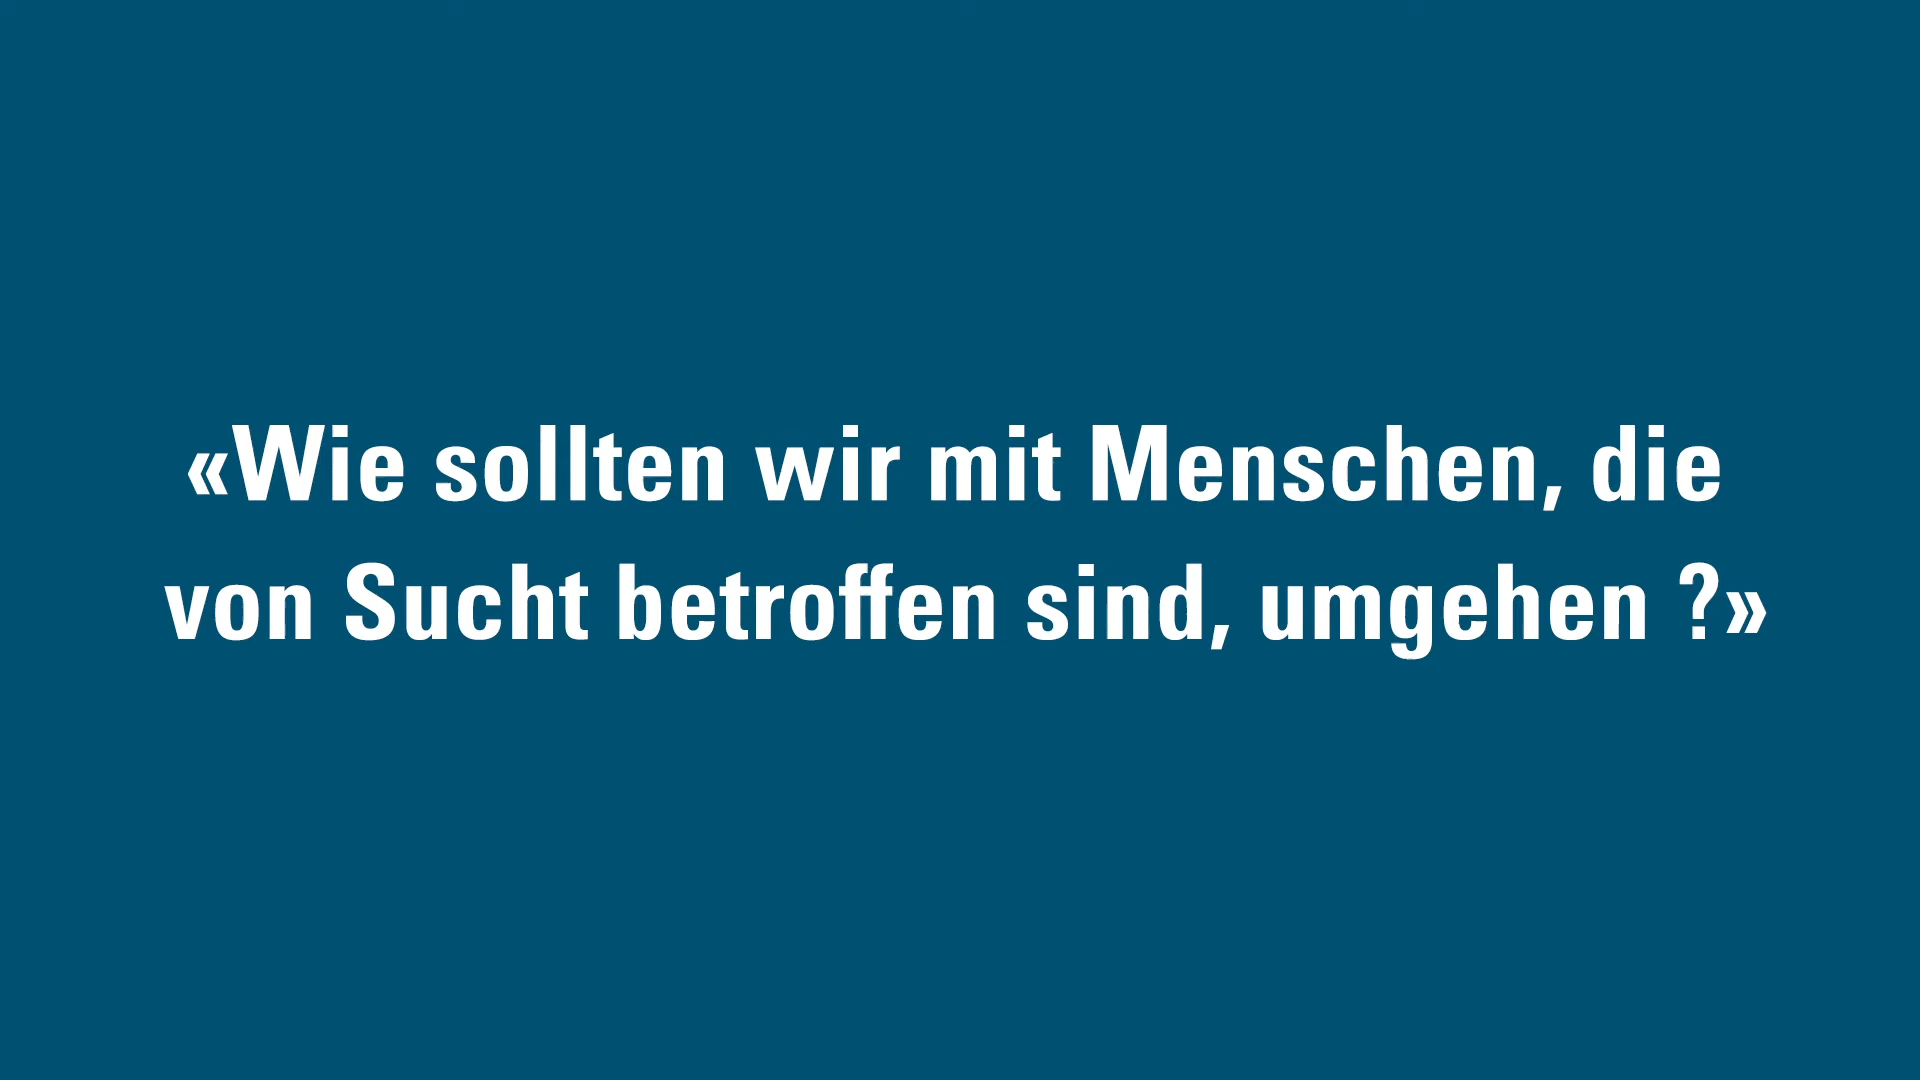 «Wie sollten wir mit Menschen, die
von Sucht betroffen sind, umgehen ?»